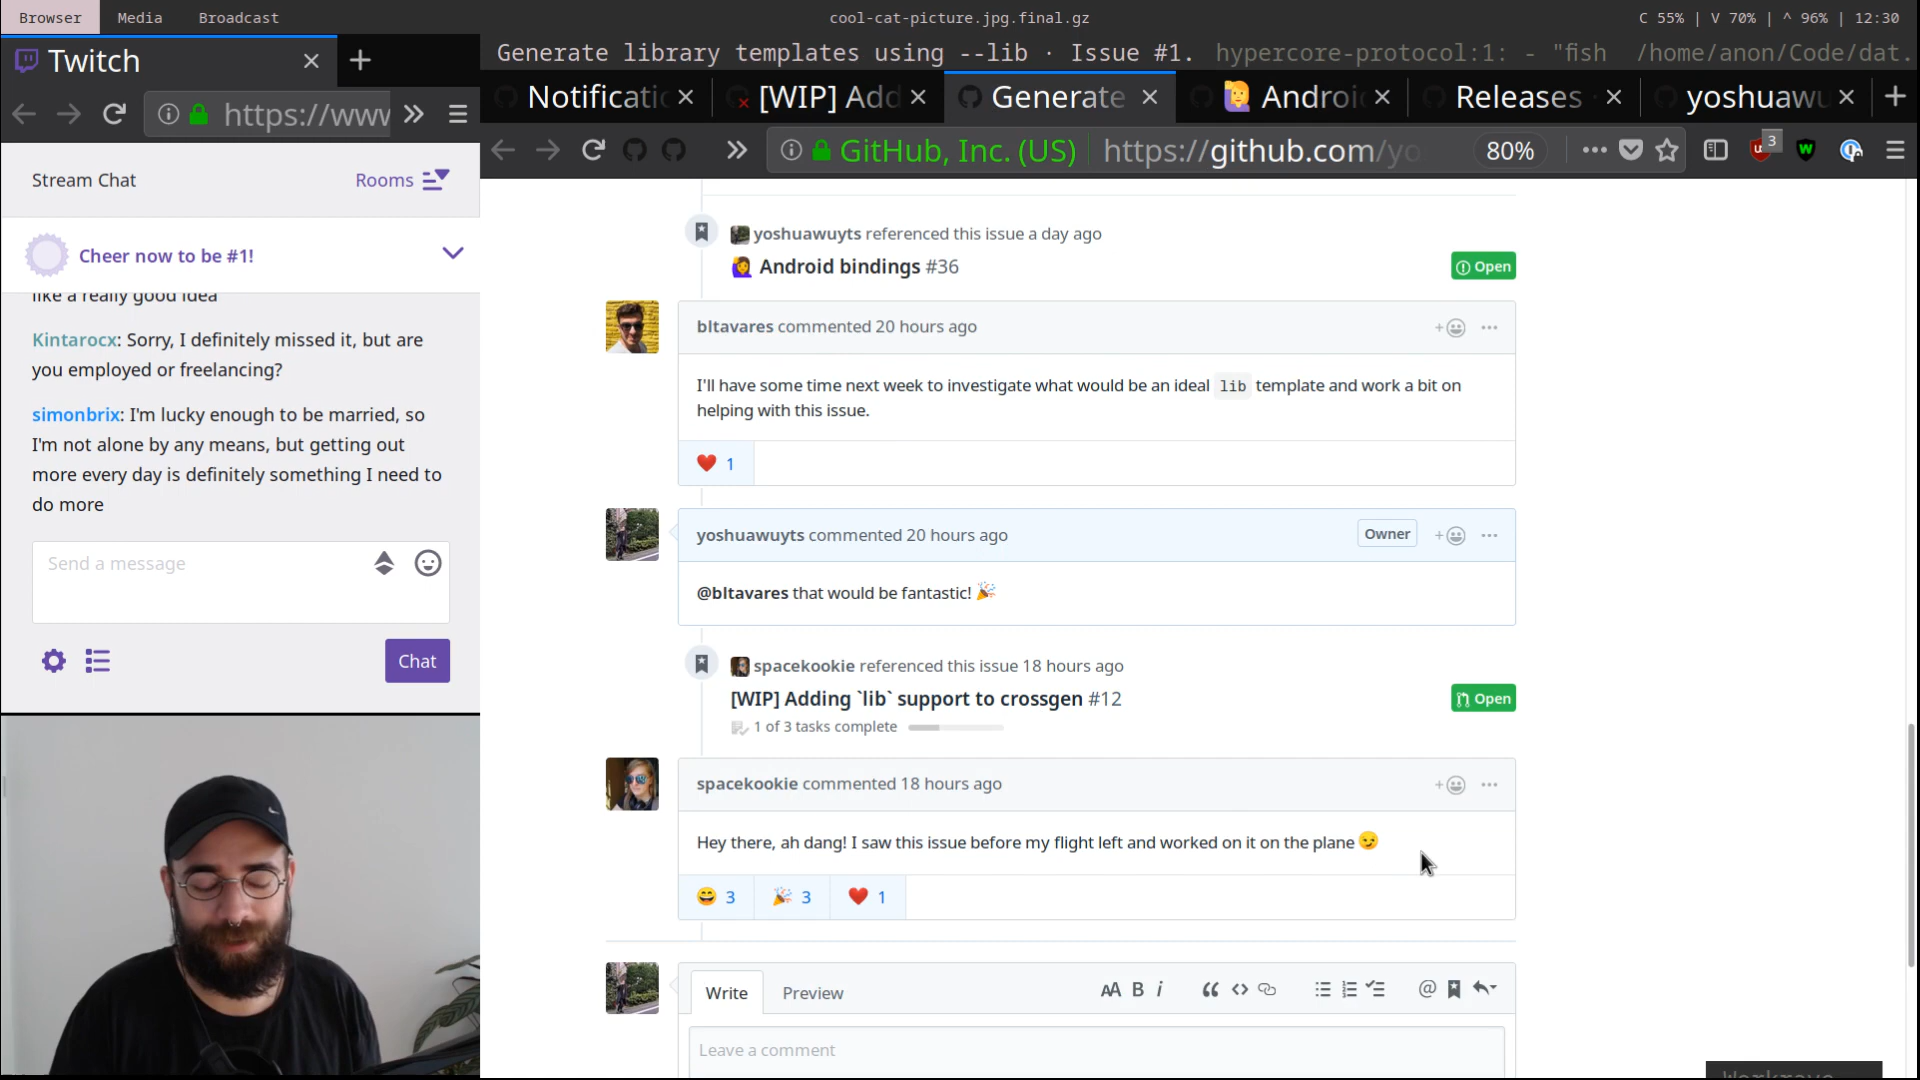 Browser Media Broadcast
cool-cat-picture.jpg.final.gz
C 55% | V 70% | ^ 96% | 12:30
Twitch
https://www
Stream Chat
Rooms
Cheer now to be #1!
like a really good idea
Kintarocx: Sorry, I definitely missed it, but are
you employed or freelancing?
simonbrix: I'm lucky enough to be married, so
I'm not alone by any means, but getting out
more every day is definitely something I need to
do more
Send a message
Chat
Generate library templates using --lib · Issue #1. hypercore-protocol:1: - "fish /home/anon/Code/dat.
Notificatio
[WIP] Add
Generate
Androi
Releases
yoshuawu
GitHub, Inc. (US)
https://github.com/yo
80%
3
yoshuawuyts referenced this issue a day ago
🙋 Android bindings #36
Open
bltavares commented 20 hours ago
I'll have some time next week to investigate what would be an ideal lib template and work a bit on
helping with this issue.
❤️ 1
yoshuawuyts commented 20 hours ago
Owner
@bltavares that would be fantastic! 🎉
spacekookie referenced this issue 18 hours ago
[WIP] Adding `lib` support to crossgen #12
Open
1 of 3 tasks complete
spacekookie commented 18 hours ago
Hey there, ah dang! I saw this issue before my flight left and worked on it on the plane 😏
😄 3 🎉 3 ❤️ 1
Write Preview
AA B i
Leave a comment